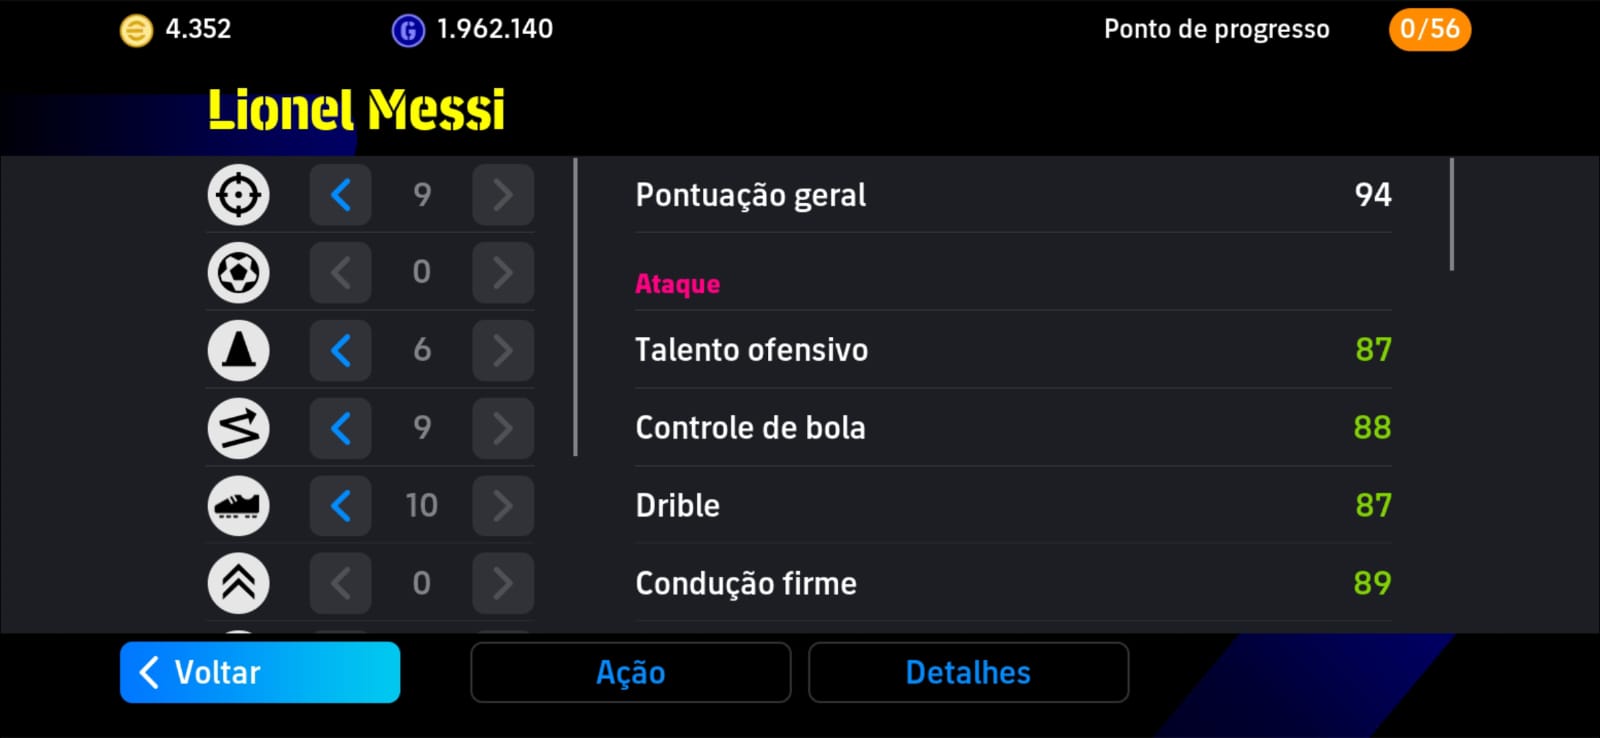 4.352 1.962.140 Ponto de progresso 0/56
Lionel Messi
9 Pontuação geral 94
0 Ataque
6 Talento ofensivo 87
9 Controle de bola 88
10 Drible 87
0 Condução firme 89
Voltar Ação Detalhes